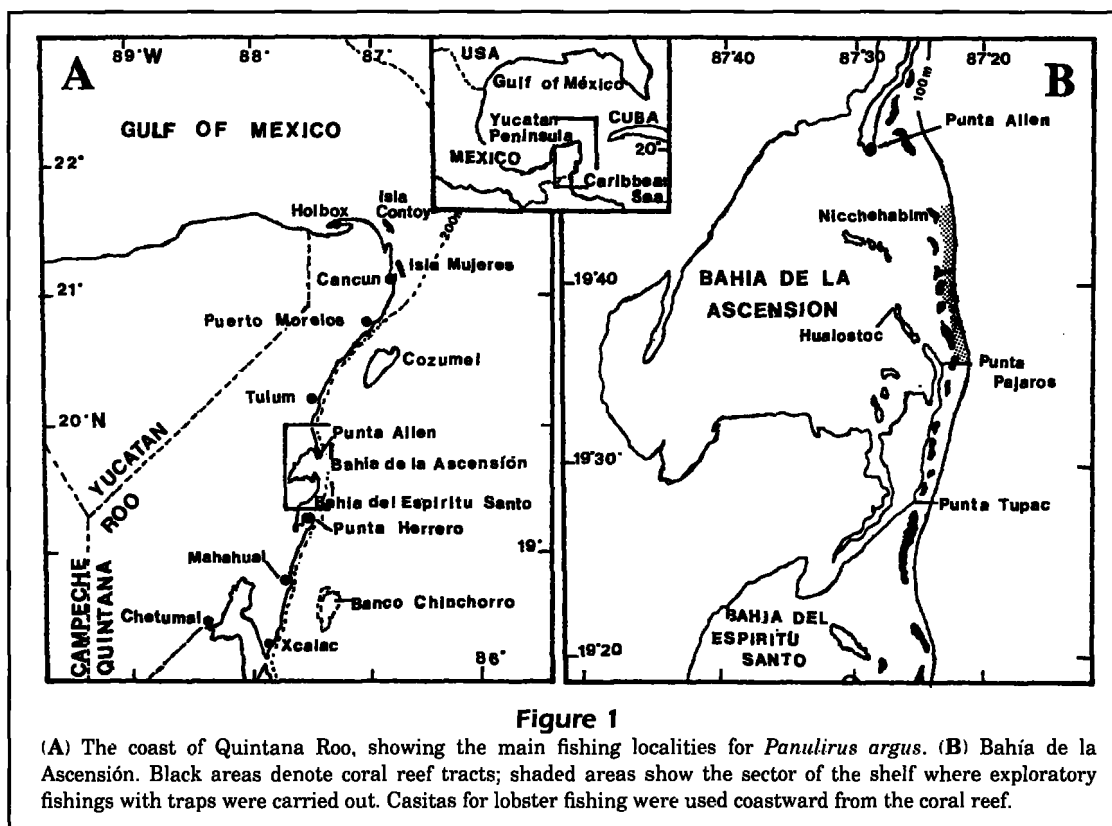 A
89°W
88°
87°
GULF OF MEXICO
22°
Isla
Contoy
Holbox
200m
Cancun
Isla Mujeres
21°
Puerto Morelos
Cozumel
Tulum
20°N
Punta Allen
YUCATAN
Bahia de la Ascensión
ROO
Bahia del Espiritu Santo
Punta Herrero
19°
Mahahual
CAMPECHE
QUINTANA
Chetumal
Banco Chinchorro
Xcalac
86°
USA
Gulf of México
Yucatan
Peninsula
CUBA
20°
MEXICO
Caribbean
Sea
B
87°40
87°30
87°20
100m
Punta Allen
Nicchehabim
19°40
BAHIA DE LA
ASCENSION
Hualostoc
Punta
Pajaros
19°30
Punta Tupac
BAHIA DEL
ESPIRITU
SANTO
19°20
Figure 1
(A) The coast of Quintana Roo, showing the main fishing localities for Panulirus argus. (B) Bahía de la
Ascensión. Black areas denote coral reef tracts; shaded areas show the sector of the shelf where exploratory
fishings with traps were carried out. Casitas for lobster fishing were used coastward from the coral reef.